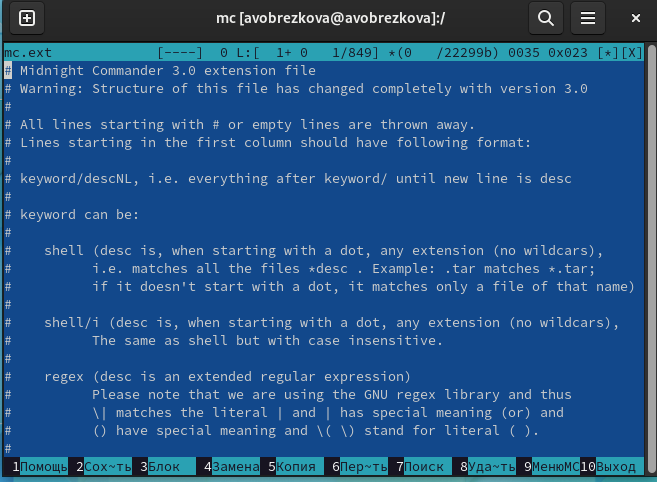 mc [avobrezkova@avobrezkova]:/
mc.ext [----] 0 L:[ 1+ 0 1/849] *(0 /22299b) 0035 0x023 [*][X]
# Midnight Commander 3.0 extension file
# Warning: Structure of this file has changed completely with version 3.0
#
# All lines starting with # or empty lines are thrown away.
# Lines starting in the first column should have following format:
#
# keyword/descNL, i.e. everything after keyword/ until new line is desc
#
# keyword can be:
#
# shell (desc is, when starting with a dot, any extension (no wildcars),
# i.e. matches all the files *desc . Example: .tar matches *.tar;
# if it doesn't start with a dot, it matches only a file of that name)
#
# shell/i (desc is, when starting with a dot, any extension (no wildcars),
# The same as shell but with case insensitive.
#
# regex (desc is an extended regular expression)
# Please note that we are using the GNU regex library and thus
# \| matches the literal | and | has special meaning (or) and
# () have special meaning and \( \) stand for literal ( ).
#
1Помощь 2Сох~ть 3Блок 4Замена 5Копия 6Пер~ть 7Поиск 8Уда~ть 9МенюMC 10Выход